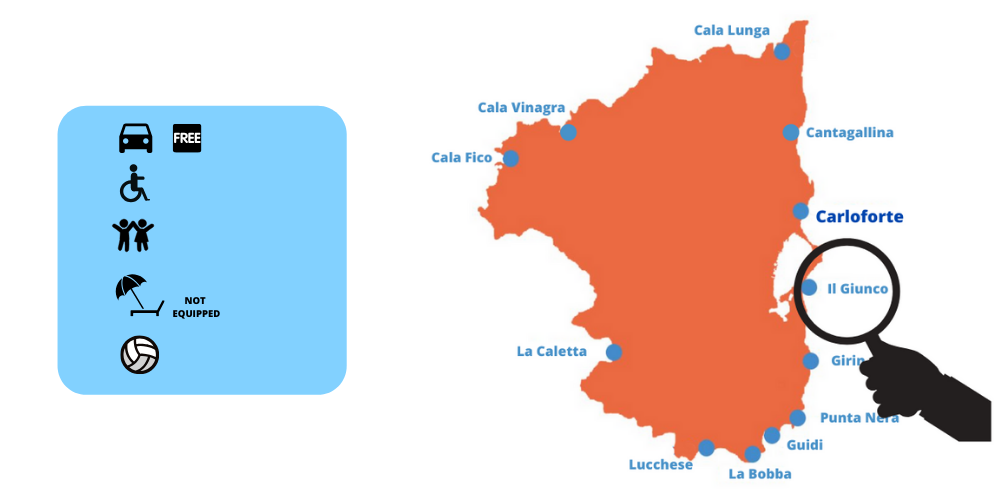 FREE
NOT
EQUIPPED
Cala Lunga
Cala Vinagra
Cantagallina
Cala Fico
Carloforte
Il Giunco
La Caletta
Girin
Punta Nera
Guidi
Lucchese
La Bobba